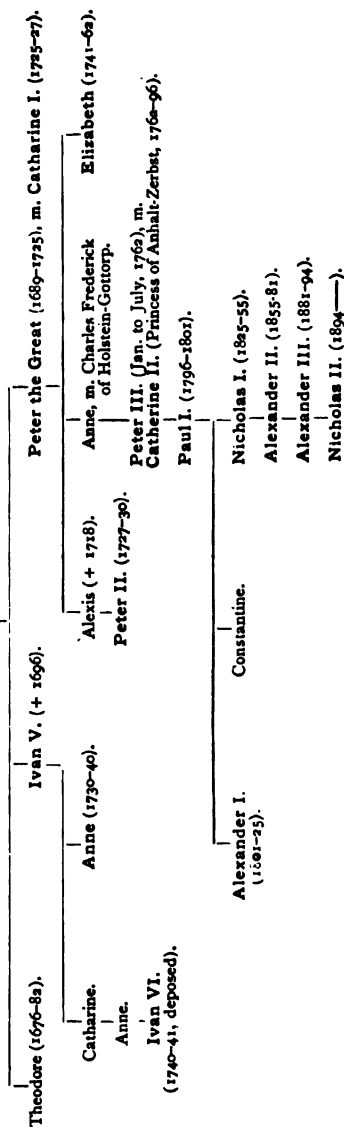 Theodore (1676-82).
Ivan V. (+ 1696).
Peter the Great (1689-1725), m. Catharine I. (1725-27).
Catharine.
Anne (1730-40).
Alexis (+ 1718).
Anne, m. Charles Frederick
of Holstein-Gottorp.
Elizabeth (1741-62).
Anne.
Peter II. (1727-30).
Peter III. (Jan. to July, 1762), m.
Catherine II. (Princess of Anhalt-Zerbst, 1762-96).
Ivan VI.
(1740-41, deposed).
Paul I. (1796-1801).
Alexander I.
(1801-25).
Constantine.
Nicholas I. (1825-55).
Alexander II. (1855-81).
Alexander III. (1881-94).
Nicholas II. (1894——).